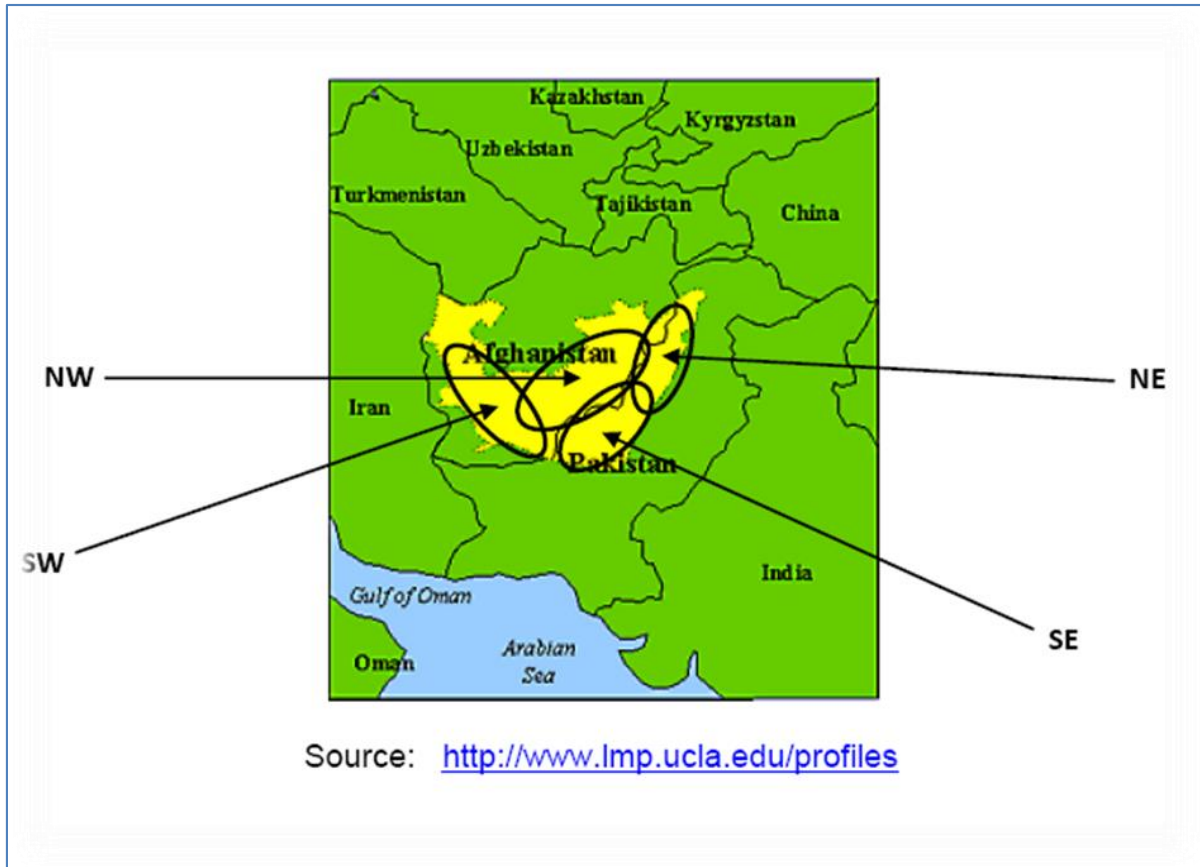 Kazakhstan
Kyrgyzstan
Uzbekistan
Turkmenistan
Tajikistan
China
Afghanistan
NW
NE
Iran
Pakistan
SW
India
Gulf of Oman
SE
Arabian
Sea
Oman
Source: http://www.lmp.ucla.edu/profiles